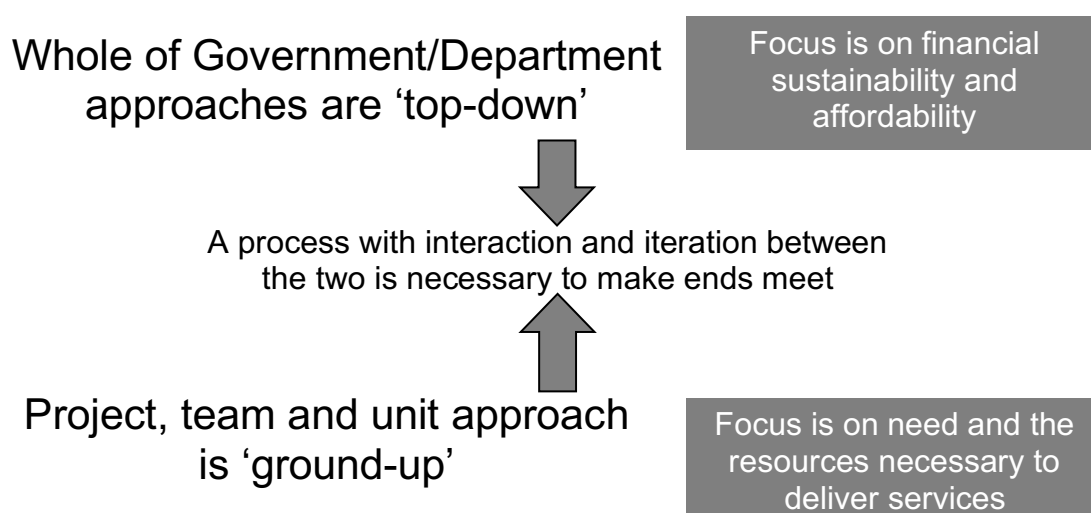 Whole of Government/Department
approaches are ‘top-down’
Focus is on financial
sustainability and
affordability
A process with interaction and iteration between
the two is necessary to make ends meet
Project, team and unit approach
is ‘ground-up’
Focus is on need and the
resources necessary to
deliver services